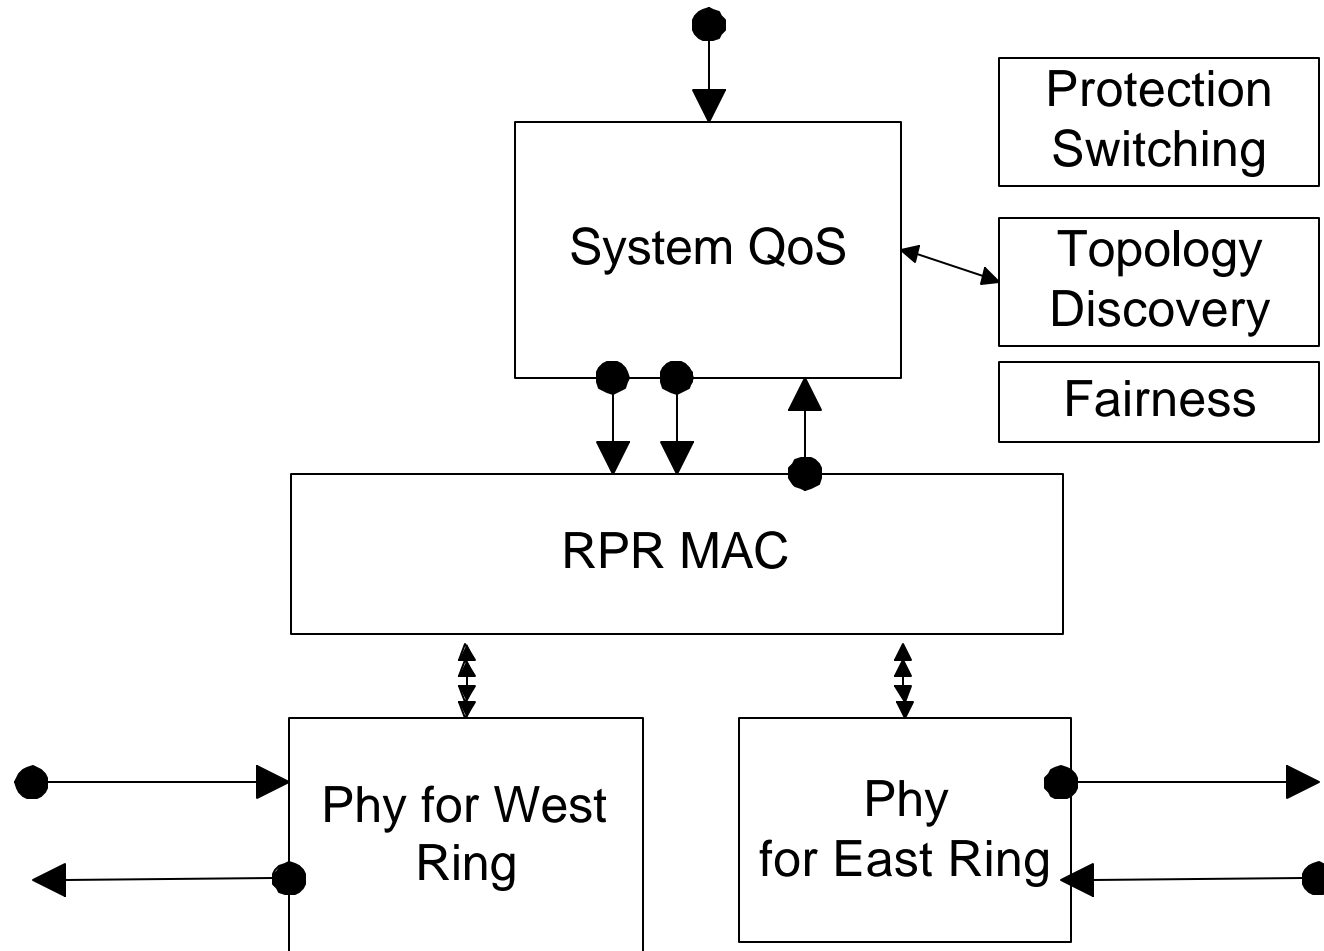 Protection
Switching
System QoS
Topology
Discovery
Fairness
RPR MAC
Phy for West
Ring
Phy
for East Ring